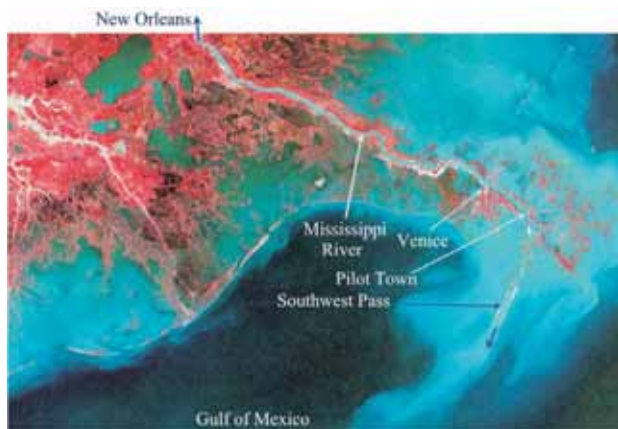 New Orleans
Mississippi
River
Venice
Pilot Town
Southwest Pass
Gulf of Mexico